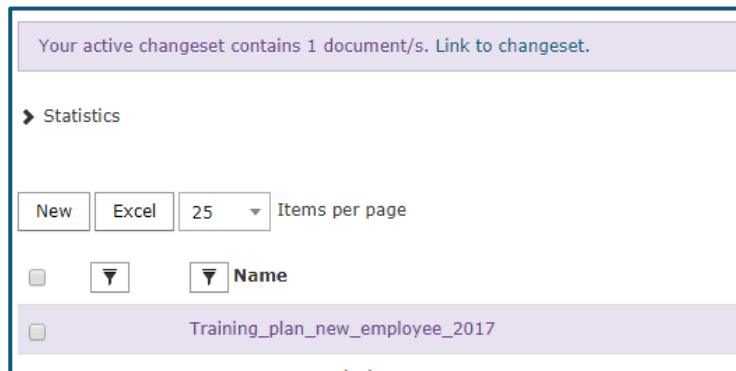 Your active changeset contains 1 document/s. Link to changeset.
Statistics
New Excel 25 Items per page
Name
Training_plan_new_employee_2017